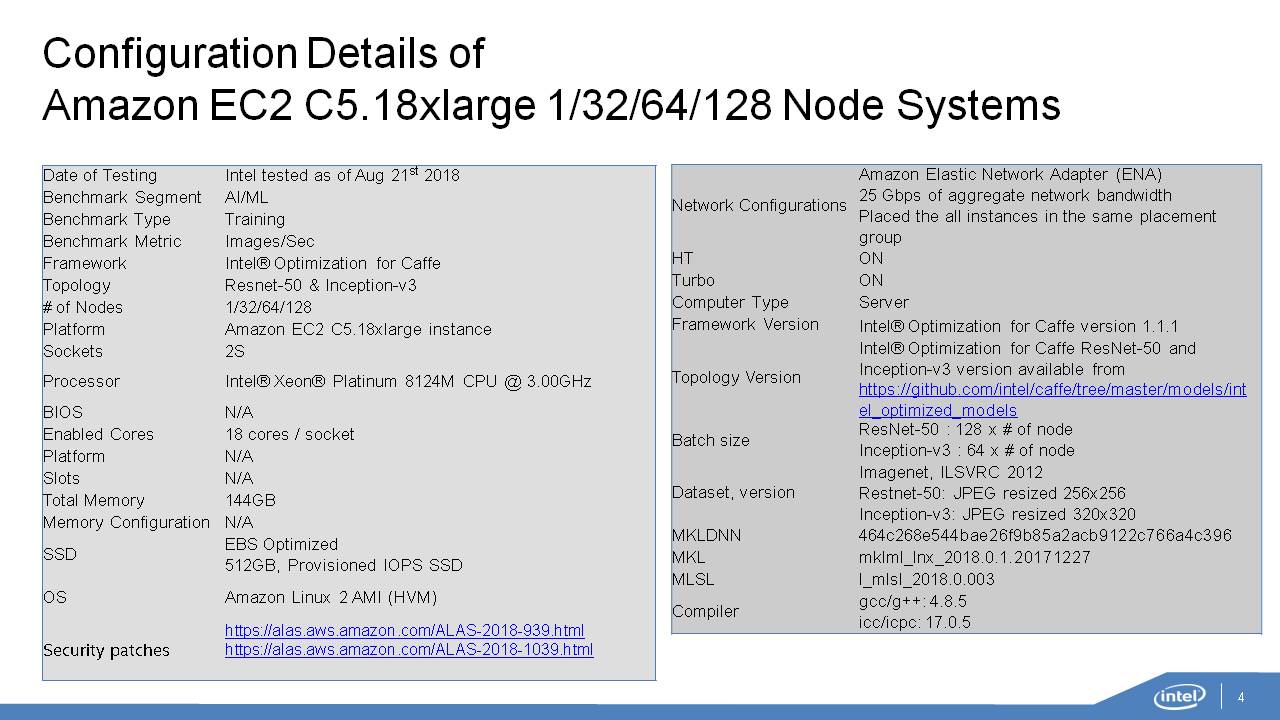 Configuration Details of
Amazon EC2 C5.18xlarge 1/32/64/128 Node Systems
Date of Testing Intel tested as of Aug 21st 2018
Benchmark Segment AI/ML
Benchmark Type Training
Benchmark Metric Images/Sec
Framework Intel® Optimization for Caffe
Topology Resnet-50 & Inception-v3
# of Nodes 1/32/64/128
Platform Amazon EC2 C5.18xlarge instance
Sockets 2S
Processor Intel® Xeon® Platinum 8124M CPU @ 3.00GHz
BIOS N/A
Enabled Cores 18 cores / socket
Platform N/A
Slots N/A
Total Memory 144GB
Memory Configuration N/A
SSD EBS Optimized
512GB, Provisioned IOPS SSD
OS Amazon Linux 2 AMI (HVM)
Security patches https://alas.aws.amazon.com/ALAS-2018-939.html
https://alas.aws.amazon.com/ALAS-2018-1039.html
Network Configurations Amazon Elastic Network Adapter (ENA)
25 Gbps of aggregate network bandwidth
Placed the all instances in the same placement
group
HT ON
Turbo ON
Computer Type Server
Framework Version Intel® Optimization for Caffe version 1.1.1
Topology Version Intel® Optimization for Caffe ResNet-50 and
Inception-v3 version available from
https://github.com/intel/caffe/tree/master/models/int
el_optimized_models
Batch size ResNet-50 : 128 x # of node
Inception-v3 : 64 x # of node
Dataset, version Imagenet, ILSVRC 2012
Restnet-50: JPEG resized 256x256
Inception-v3: JPEG resized 320x320
MKLDNN 464c268e544bae26f9b85a2acb9122c766a4c396
MKL mklml_lnx_2018.0.1.20171227
MLSL l_mlsl_2018.0.003
Compiler gcc/g++: 4.8.5
icc/icpc: 17.0.5
intel 4